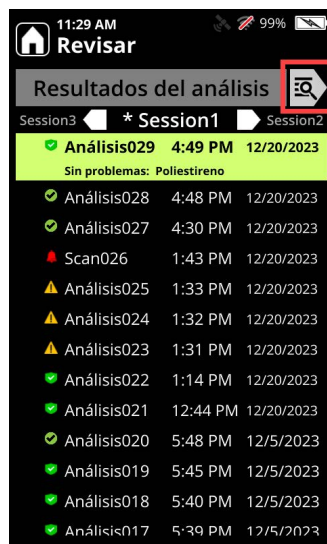 11:29 AM 99%
Revisar
Resultados del análisis
Session3 * Session1 Session2
Análisis029 4:49 PM 12/20/2023
Sin problemas: Poliestireno
Análisis028 4:48 PM 12/20/2023
Análisis027 4:30 PM 12/20/2023
Scan026 1:43 PM 12/20/2023
Análisis025 1:33 PM 12/20/2023
Análisis024 1:32 PM 12/20/2023
Análisis023 1:31 PM 12/20/2023
Análisis022 1:14 PM 12/20/2023
Análisis021 12:44 PM 12/20/2023
Análisis020 5:48 PM 12/5/2023
Análisis019 5:45 PM 12/5/2023
Análisis018 5:40 PM 12/5/2023
Análisis017 5:39 PM 12/5/2023